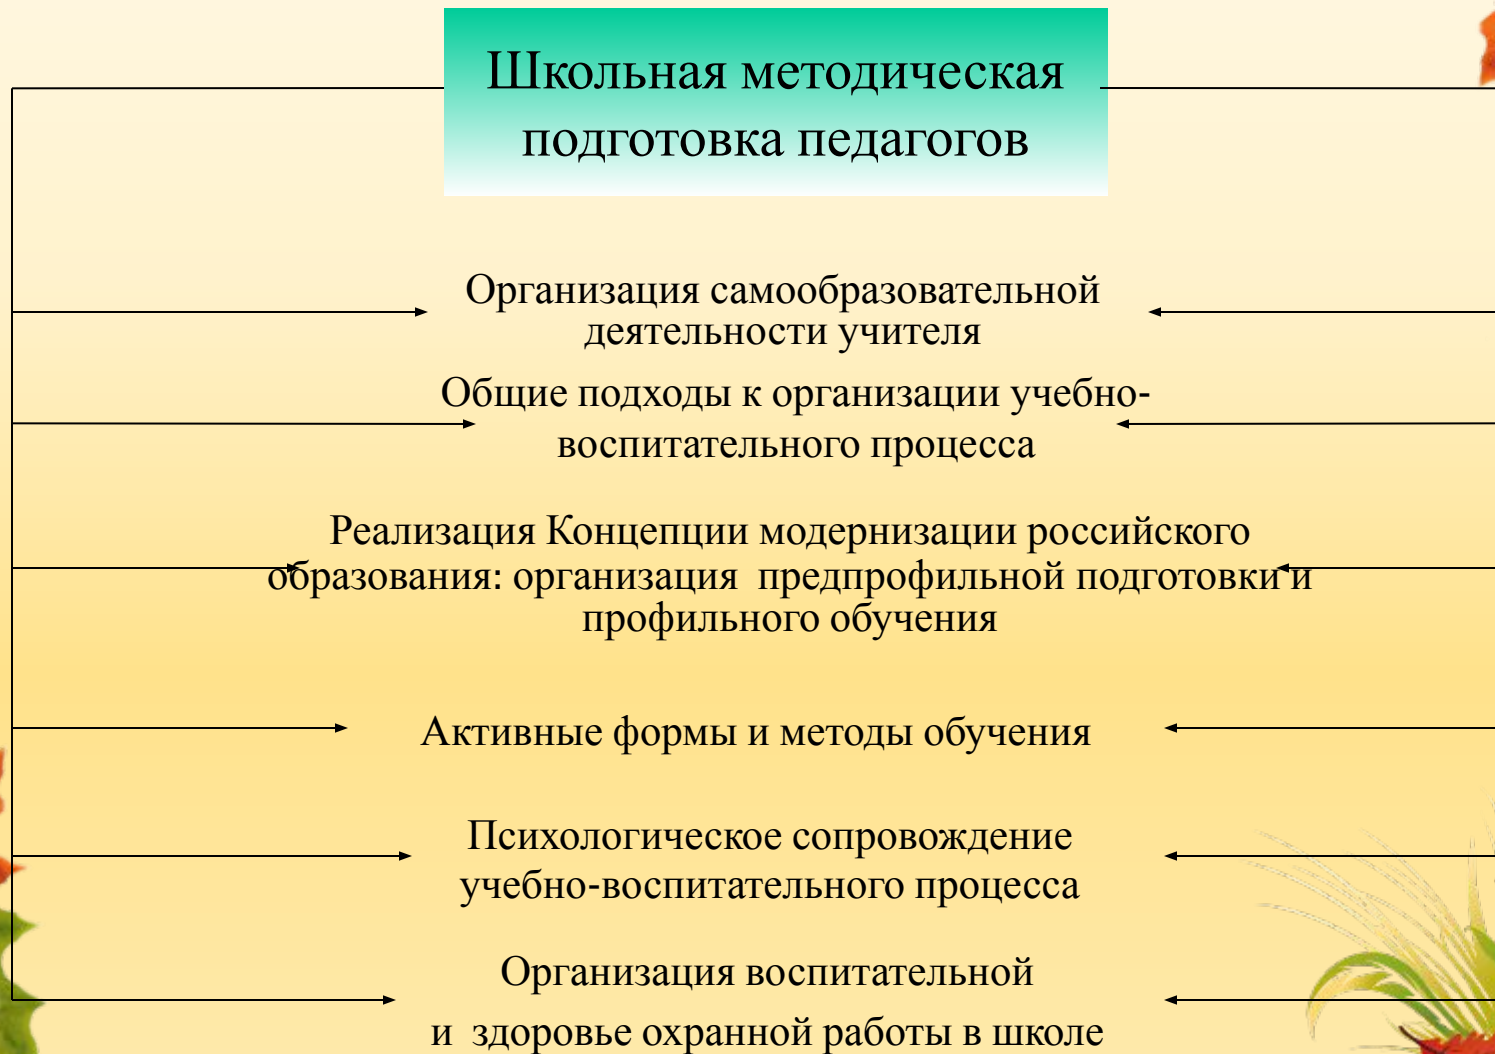 Школьная методическая
подготовка педагогов
Организация самообразовательной
деятельности учителя
Общие подходы к организации учебно-
воспитательного процесса
Реализация Концепции модернизации российского
образования: организация  предпрофильной подготовки и
профильного обучения
Активные формы и методы обучения
Психологическое сопровождение
учебно-воспитательного процесса
Организация воспитательной
и  здоровье охранной работы в школе